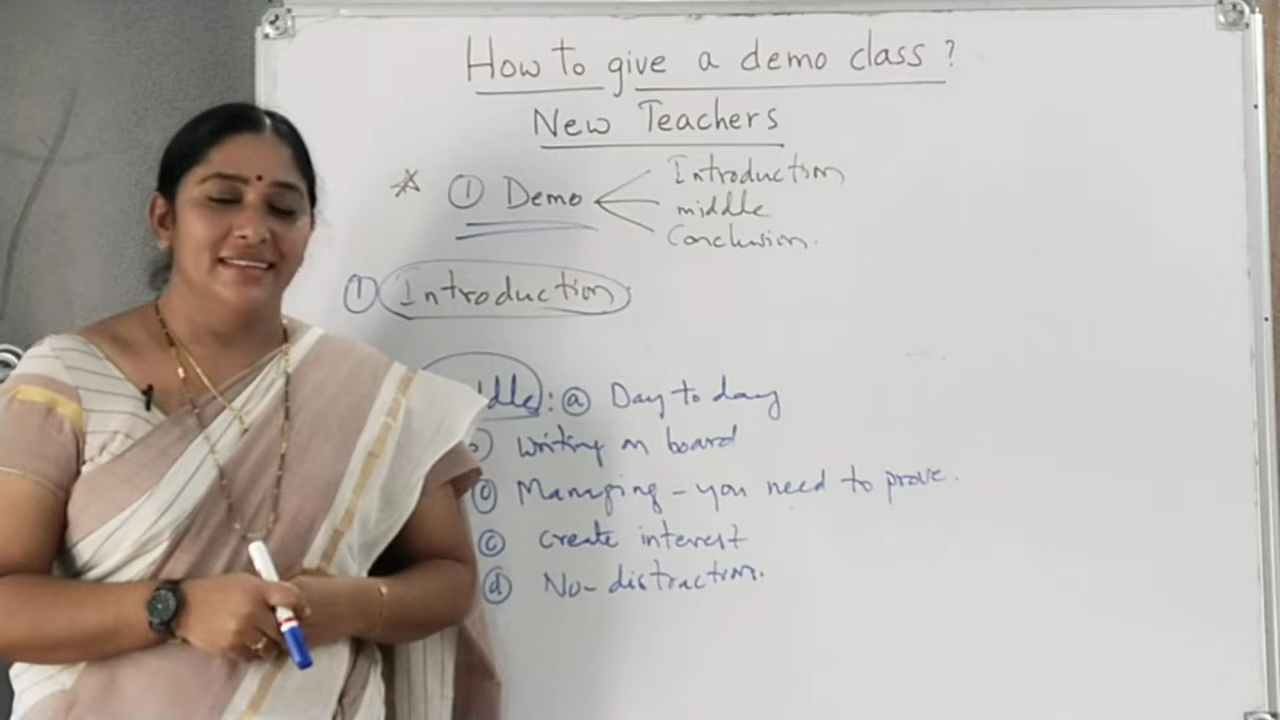 How to give a demo class?
New Teachers
① Demo
Introduction
middle
Conclusion.
① Introduction
ddle: ⓐ Day to day
b) Writing on board
ⓒ Managing - you need to prove.
ⓒ create interest
ⓓ No-distraction.